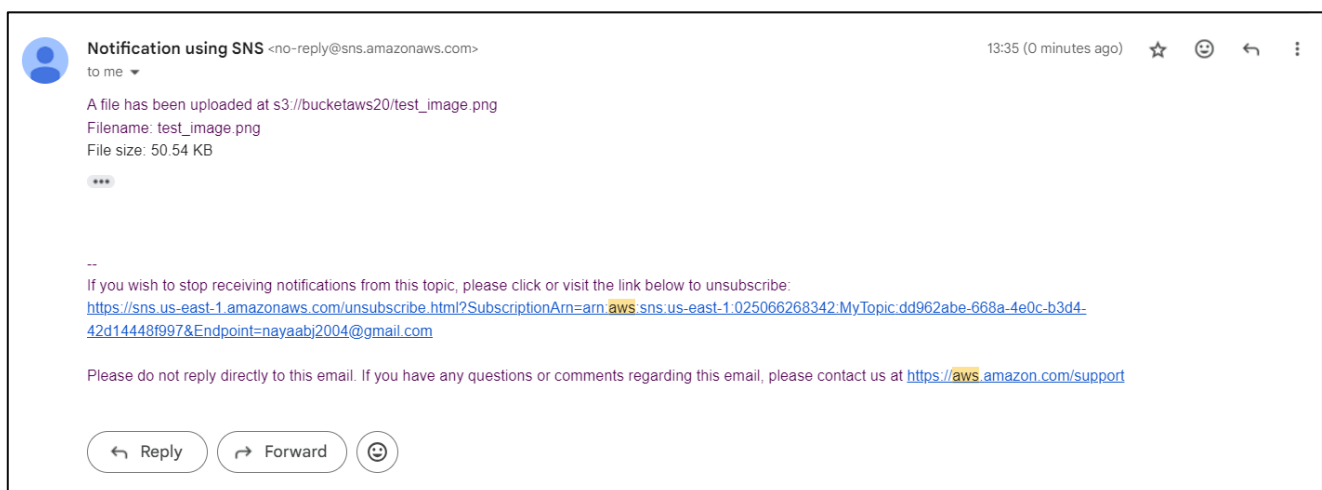 Notification using SNS <no-reply@sns.amazonaws.com>
13:35 (0 minutes ago)
to me
A file has been uploaded at s3://bucketaws20/test_image.png
Filename: test_image.png
File size: 50.54 KB
--
If you wish to stop receiving notifications from this topic, please click or visit the link below to unsubscribe:
https://sns.us-east-1.amazonaws.com/unsubscribe.html?SubscriptionArn=arn:aws:sns:us-east-1:025066268342:MyTopic:dd962abe-668a-4e0c-b3d4-
42d14448f997&Endpoint=nayaabj2004@gmail.com
Please do not reply directly to this email. If you have any questions or comments regarding this email, please contact us at https://aws.amazon.com/support
Reply
Forward